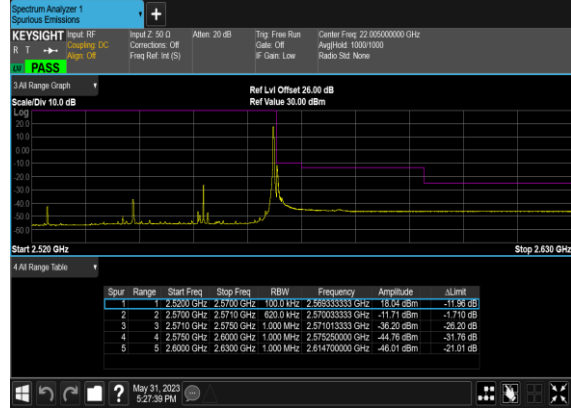 Spectrum Analyzer 1
Spurious Emissions
KEYSIGHT Input: RF Input Z: 50 Ω Atten: 20 dB Trig: Free Run Center Freq: 22.005000000 GHz
R T Coupling: DC Corrections: Off Gate: Off Avg|Hold: 1000/1000
Align: Off Freq Ref: Int (S) IF Gain: Low Radio Std: None
PASS
3 All Range Graph
Ref Lvl Offset 26.00 dB
Scale/Div 10.0 dB Ref Value 30.00 dBm
Log
20.0
10.0
0.00
-10.0
-20.0
-30.0
-40.0
-50.0
-60.0
Start 2.520 GHz Stop 2.630 GHz
4 All Range Table
Spur Range Start Freq Stop Freq RBW Frequency Amplitude ΔLimit
1 1 2.5200 GHz 2.5700 GHz 100.0 kHz 2.569333333 GHz 18.04 dBm -11.96 dB
2 2 2.5700 GHz 2.5710 GHz 620.0 kHz 2.570033333 GHz -11.71 dBm -1.710 dB
3 3 2.5710 GHz 2.5750 GHz 1.000 MHz 2.571013333 GHz -36.20 dBm -26.20 dB
4 4 2.5750 GHz 2.6000 GHz 1.000 MHz 2.575250000 GHz -44.76 dBm -31.76 dB
5 5 2.6000 GHz 2.6300 GHz 1.000 MHz 2.614700000 GHz -46.01 dBm -21.01 dB
? May 31, 2023
5:27:39 PM